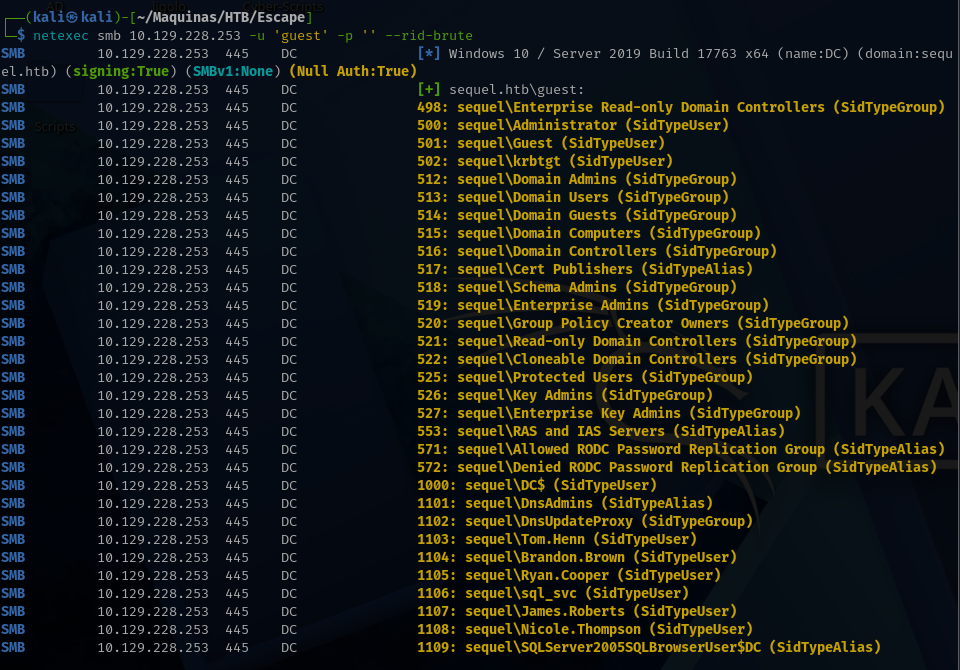 AD
ligolo
Cyber-Scripts
┌──(kali㉿kali)-[~/Maquinas/HTB/Escape]
└─$ netexec smb 10.129.228.253 -u 'guest' -p '' --rid-brute
SMB 10.129.228.253 445 DC [*] Windows 10 / Server 2019 Build 17763 x64 (name:DC) (domain:sequ
el.htb) (signing:True) (SMBv1:None) (Null Auth:True)
SMB 10.129.228.253 445 DC [+] sequel.htb\guest:
SMB 10.129.228.253 445 DC 498: sequel\Enterprise Read-only Domain Controllers (SidTypeGroup)
Scripts
SMB 10.129.228.253 445 DC 500: sequel\Administrator (SidTypeUser)
SMB 10.129.228.253 445 DC 501: sequel\Guest (SidTypeUser)
SMB 10.129.228.253 445 DC 502: sequel\krbtgt (SidTypeUser)
SMB 10.129.228.253 445 DC 512: sequel\Domain Admins (SidTypeGroup)
SMB 10.129.228.253 445 DC 513: sequel\Domain Users (SidTypeGroup)
SMB 10.129.228.253 445 DC 514: sequel\Domain Guests (SidTypeGroup)
SMB 10.129.228.253 445 DC 515: sequel\Domain Computers (SidTypeGroup)
SMB 10.129.228.253 445 DC 516: sequel\Domain Controllers (SidTypeGroup)
SMB 10.129.228.253 445 DC 517: sequel\Cert Publishers (SidTypeAlias)
SMB 10.129.228.253 445 DC 518: sequel\Schema Admins (SidTypeGroup)
SMB 10.129.228.253 445 DC 519: sequel\Enterprise Admins (SidTypeGroup)
SMB 10.129.228.253 445 DC 520: sequel\Group Policy Creator Owners (SidTypeGroup)
SMB 10.129.228.253 445 DC 521: sequel\Read-only Domain Controllers (SidTypeGroup)
SMB 10.129.228.253 445 DC 522: sequel\Cloneable Domain Controllers (SidTypeGroup)
SMB 10.129.228.253 445 DC 525: sequel\Protected Users (SidTypeGroup)
SMB 10.129.228.253 445 DC 526: sequel\Key Admins (SidTypeGroup)
SMB 10.129.228.253 445 DC 527: sequel\Enterprise Key Admins (SidTypeGroup)
SMB 10.129.228.253 445 DC 553: sequel\RAS and IAS Servers (SidTypeAlias)
SMB 10.129.228.253 445 DC 571: sequel\Allowed RODC Password Replication Group (SidTypeAlias)
SMB 10.129.228.253 445 DC 572: sequel\Denied RODC Password Replication Group (SidTypeAlias)
SMB 10.129.228.253 445 DC 1000: sequel\DC$ (SidTypeUser)
SMB 10.129.228.253 445 DC 1101: sequel\DnsAdmins (SidTypeAlias)
SMB 10.129.228.253 445 DC 1102: sequel\DnsUpdateProxy (SidTypeGroup)
SMB 10.129.228.253 445 DC 1103: sequel\Tom.Henn (SidTypeUser)
SMB 10.129.228.253 445 DC 1104: sequel\Brandon.Brown (SidTypeUser)
SMB 10.129.228.253 445 DC 1105: sequel\Ryan.Cooper (SidTypeUser)
SMB 10.129.228.253 445 DC 1106: sequel\sql_svc (SidTypeUser)
SMB 10.129.228.253 445 DC 1107: sequel\James.Roberts (SidTypeUser)
SMB 10.129.228.253 445 DC 1108: sequel\Nicole.Thompson (SidTypeUser)
SMB 10.129.228.253 445 DC 1109: sequel\SQLServer2005SQLBrowserUser$DC (SidTypeAlias)
KA